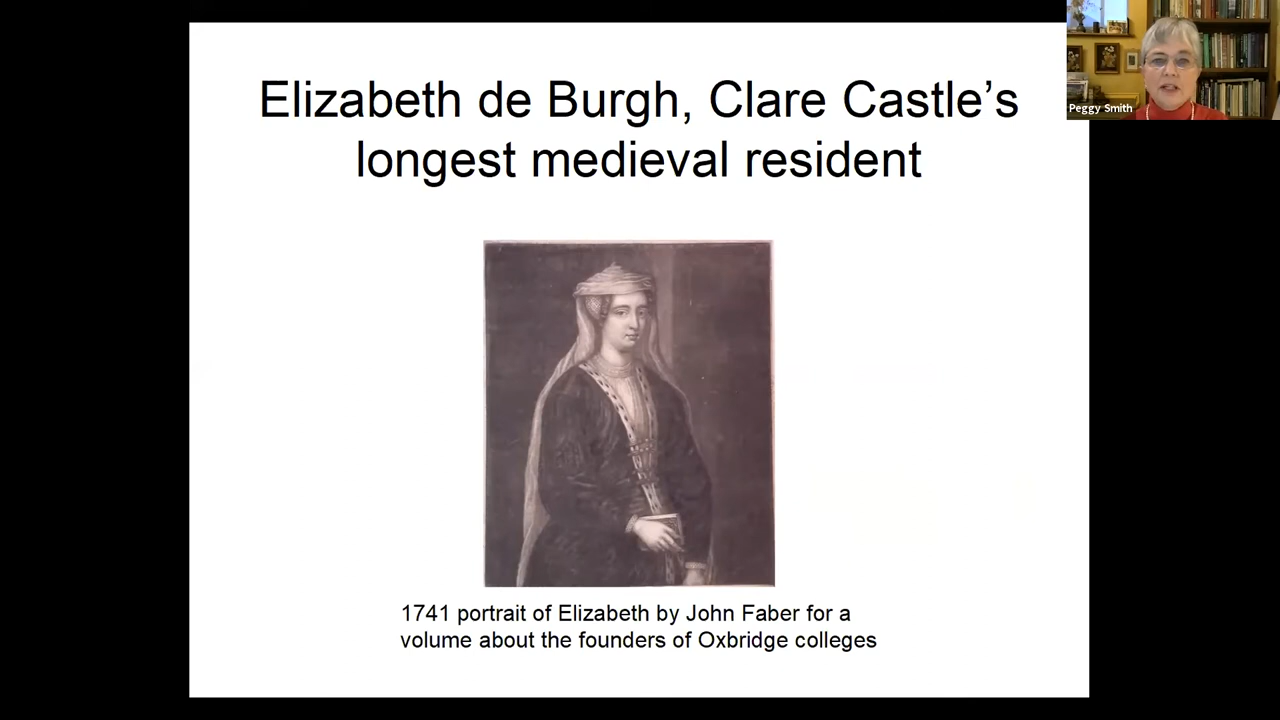 Elizabeth de Burgh, Clare Castle’s
longest medieval resident
Peggy Smith
1741 portrait of Elizabeth by John Faber for a
volume about the founders of Oxbridge colleges